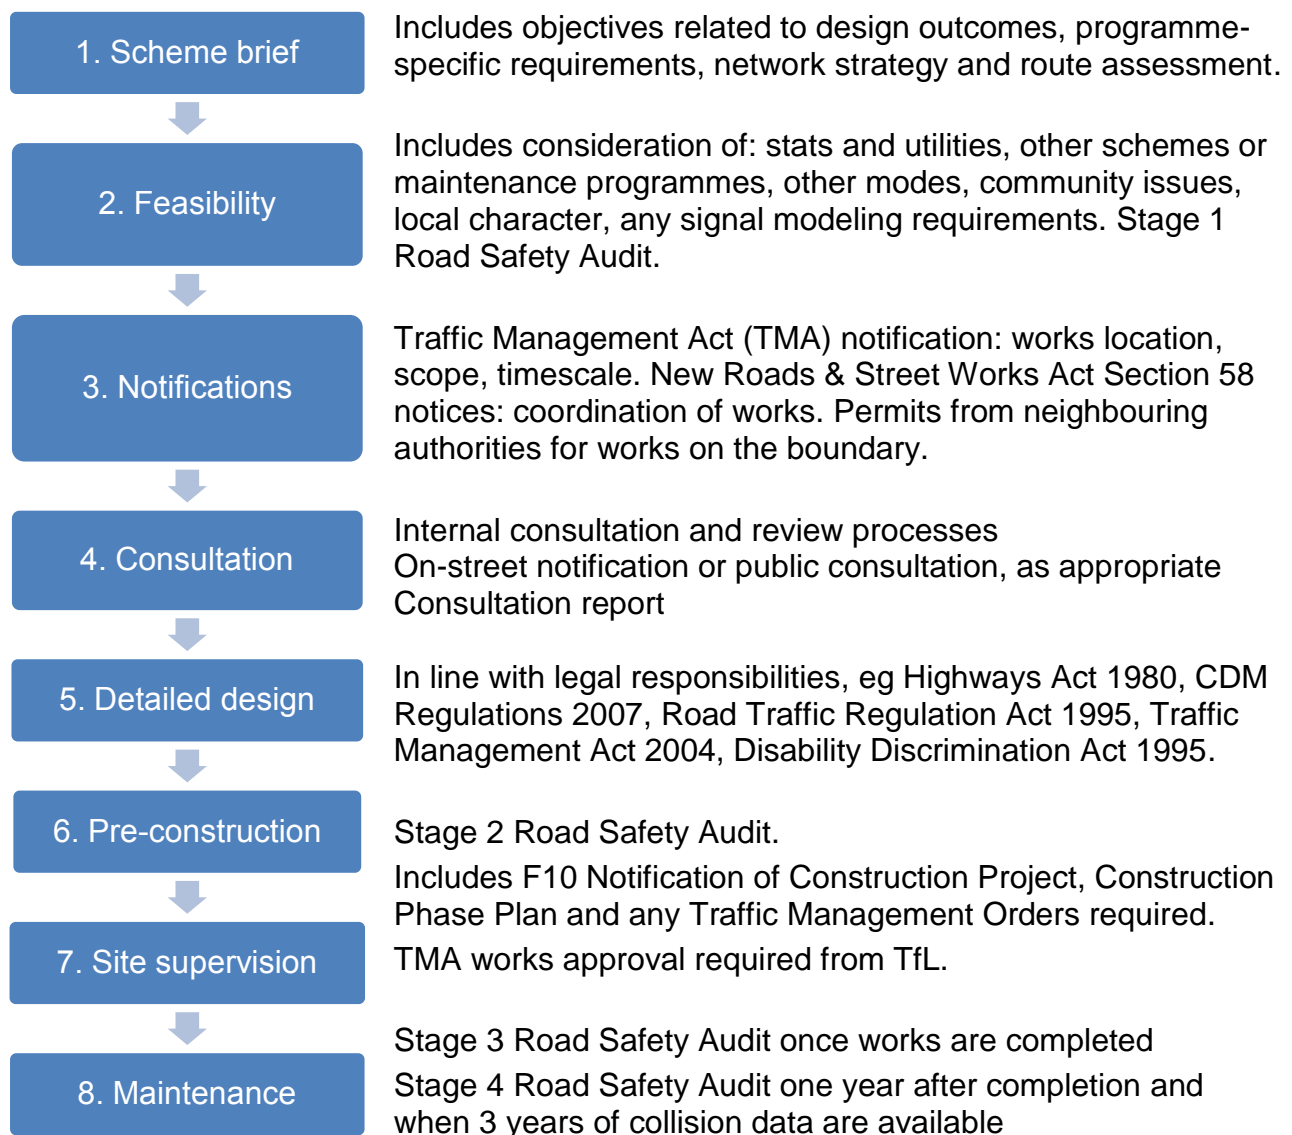 1. Scheme brief
Includes objectives related to design outcomes, programme-
specific requirements, network strategy and route assessment.
2. Feasibility
Includes consideration of: stats and utilities, other schemes or
maintenance programmes, other modes, community issues,
local character, any signal modeling requirements. Stage 1
Road Safety Audit.
3. Notifications
Traffic Management Act (TMA) notification: works location,
scope, timescale. New Roads & Street Works Act Section 58
notices: coordination of works. Permits from neighbouring
authorities for works on the boundary.
4. Consultation
Internal consultation and review processes
On-street notification or public consultation, as appropriate
Consultation report
5. Detailed design
In line with legal responsibilities, eg Highways Act 1980, CDM
Regulations 2007, Road Traffic Regulation Act 1995, Traffic
Management Act 2004, Disability Discrimination Act 1995.
6. Pre-construction
Stage 2 Road Safety Audit.
Includes F10 Notification of Construction Project, Construction
Phase Plan and any Traffic Management Orders required.
7. Site supervision
TMA works approval required from TfL.
8. Maintenance
Stage 3 Road Safety Audit once works are completed
Stage 4 Road Safety Audit one year after completion and
when 3 years of collision data are available